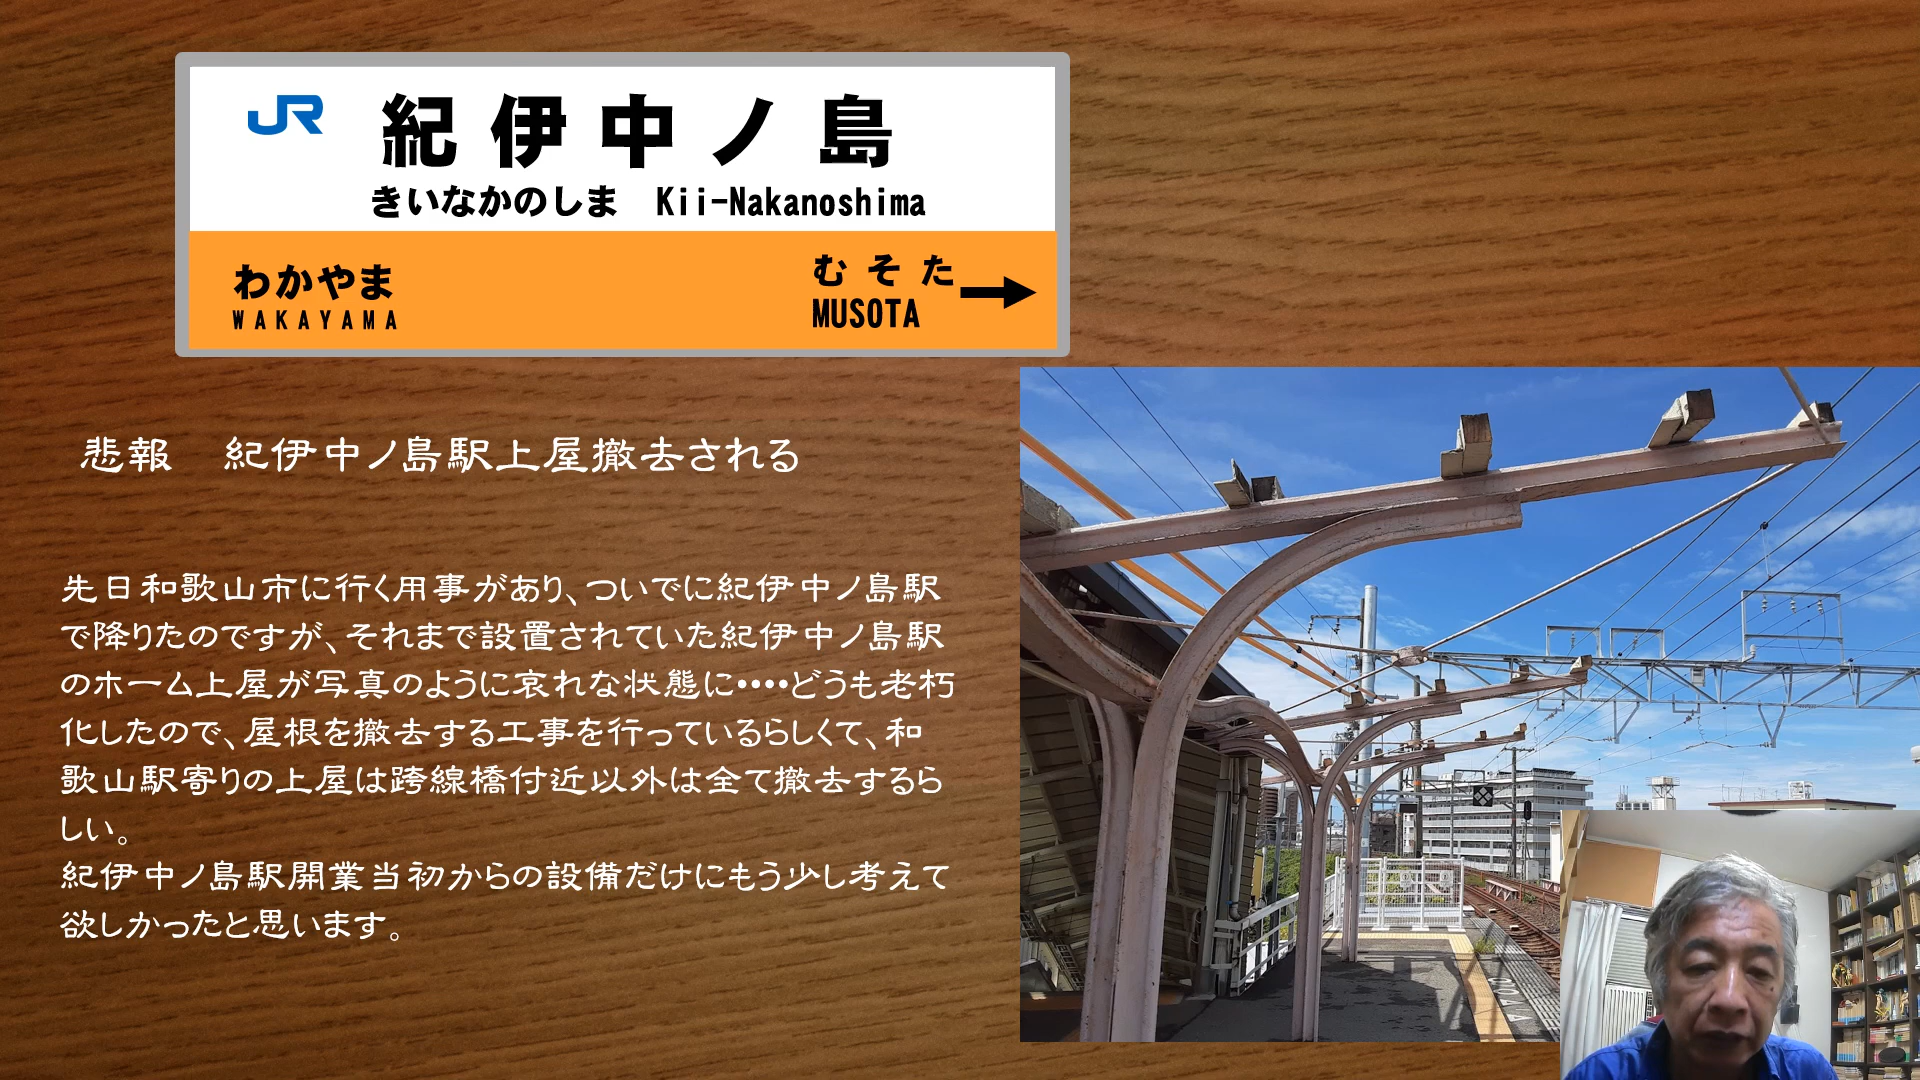 JR
紀伊中ノ島
きいなかのしま Kii-Nakanoshima
わかやま
WAKAYAMA
むそた
MUSOTA
悲報 紀伊中ノ島駅上屋撤去される
先日和歌山市に行く用事があり、ついでに紀伊中ノ島駅
で降りたのですが、それまで設置されていた紀伊中ノ島駅
のホーム上屋が写真のように哀れな状態に・・・・どうも老朽
化したので、屋根を撤去する工事を行っているらしくて、和
歌山駅寄りの上屋は跨線橋付近以外は全て撤去するら
しい。
紀伊中ノ島駅開業当初からの設備だけにもう少し考えて
欲しかったと思います。